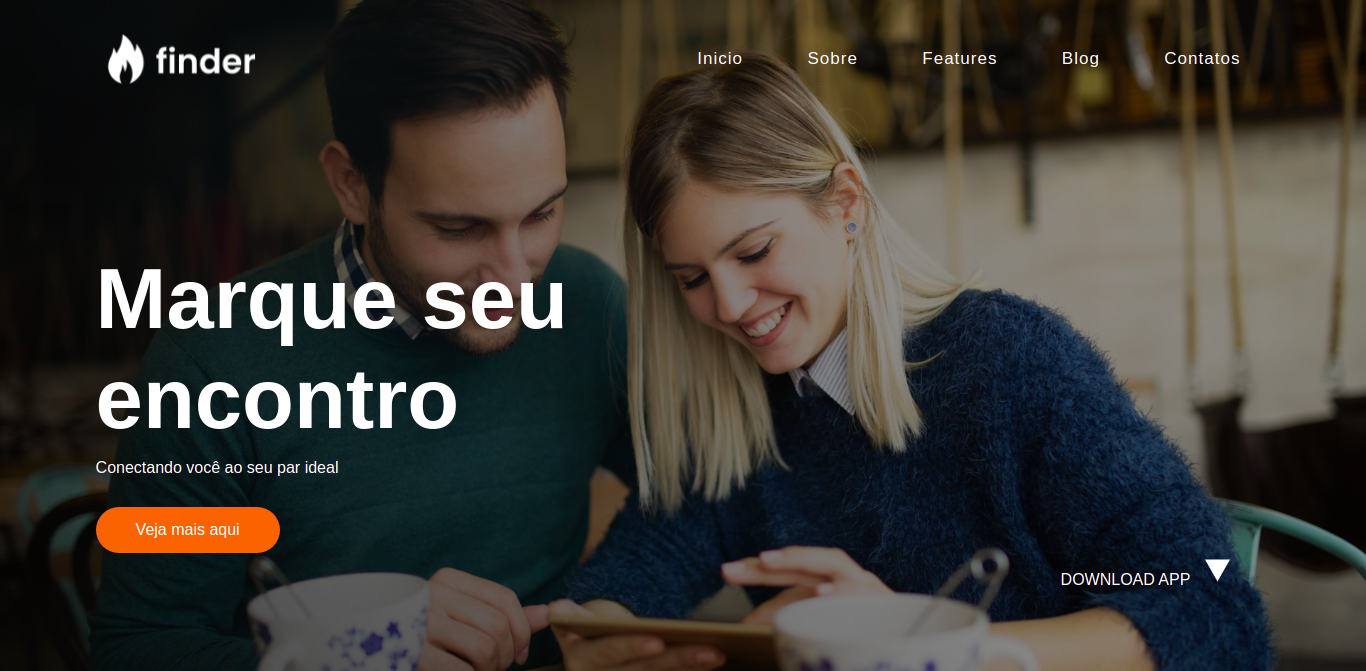 finder
Inicio Sobre Features Blog Contatos
Marque seu
encontro
Conectando você ao seu par ideal
Veja mais aqui
DOWNLOAD APP